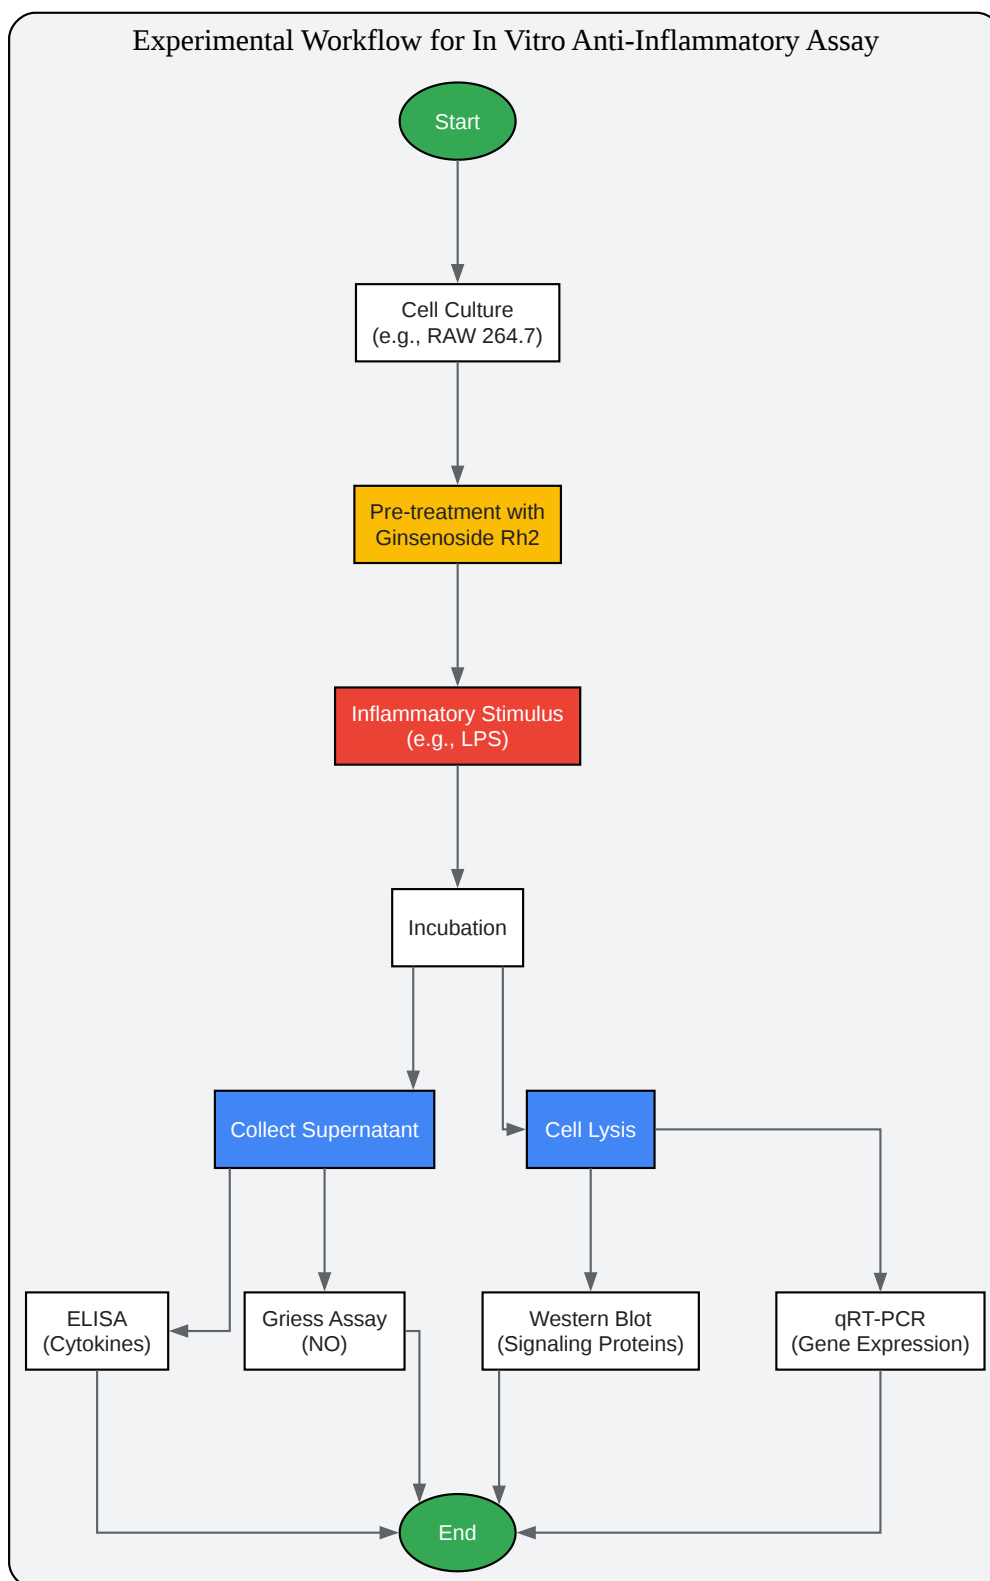 Experimental Workflow for In Vitro Anti-Inflammatory Assay
Start
Cell Culture
(e.g., RAW 264.7)
Pre-treatment with
Ginsenoside Rh2
Inflammatory Stimulus
(e.g., LPS)
Incubation
Collect Supernatant
Cell Lysis
ELISA
(Cytokines)
Griess Assay
(NO)
Western Blot
(Signaling Proteins)
qRT-PCR
(Gene Expression)
End